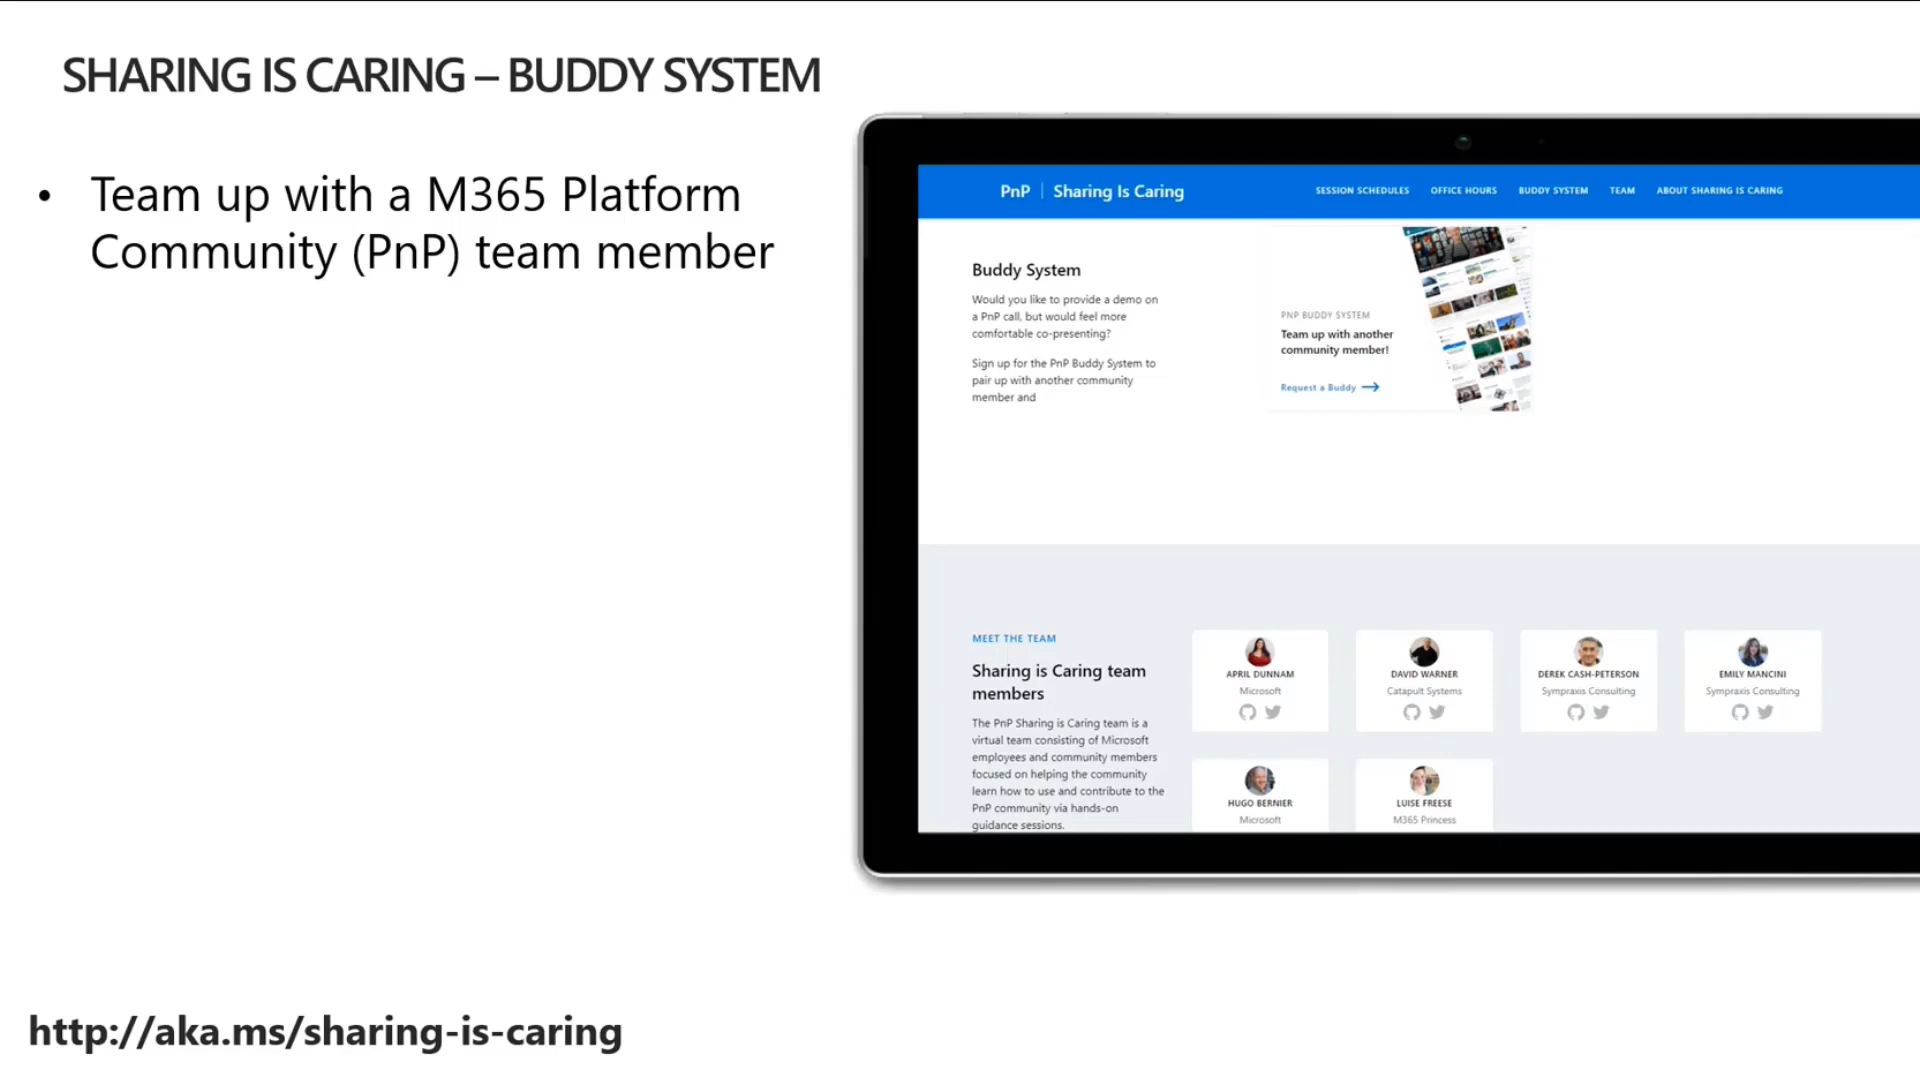 SHARING IS CARING – BUDDY SYSTEM
• Team up with a M365 Platform
Community (PnP) team member
PnP | Sharing Is Caring
SESSION SCHEDULES OFFICE HOURS BUDDY SYSTEM TEAM ABOUT SHARING IS CARING
Buddy System
Would you like to provide a demo on
a PnP call, but would feel more
comfortable co-presenting?
Sign up for the PnP Buddy System to
pair up with another community
member and
PNP BUDDY SYSTEM
Team up with another
community member!
Request a Buddy
MEET THE TEAM
Sharing is Caring team
members
The PnP Sharing is Caring team is a
virtual team consisting of Microsoft
employees and community members
focused on helping the community
learn how to use and contribute to the
PnP community via hands-on
guidance sessions.
APRIL DUNNAM
Microsoft
DAVID WARNER
Catapult Systems
DEREK CASH-PETERSON
Sympraxis Consulting
EMILY MANCINI
Sympraxis Consulting
HUGO BERNIER
Microsoft
LUISE FREESE
M365 Princess
http://aka.ms/sharing-is-caring